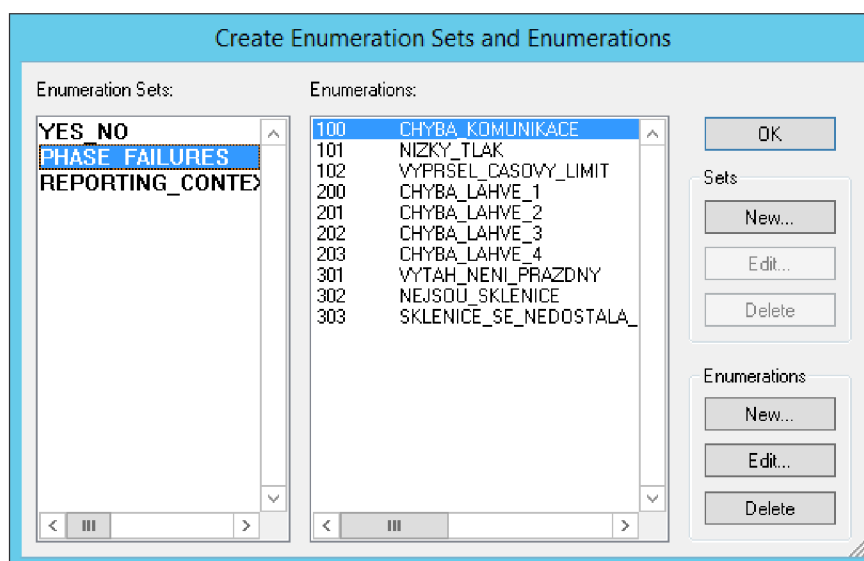 Create Enumeration Sets and Enumerations
Enumeration Sets:
YES_NO
PHASE_FAILURES
REPORTING_CONTEX
Enumerations:
100 CHYBA_KOMUNIKACE
101 NIZKY_TLAK
102 VYPRSEL_CASOVY_LIMIT
200 CHYBA_LAHVE_1
201 CHYBA_LAHVE_2
202 CHYBA_LAHVE_3
203 CHYBA_LAHVE_4
301 VYTAH_NENI_PRAZDNY
302 NEJSOU_SKLENICE
303 SKLENICE_SE_NEDOSTALA_
OK
Sets
New...
Edit...
Delete
Enumerations
New...
Edit...
Delete